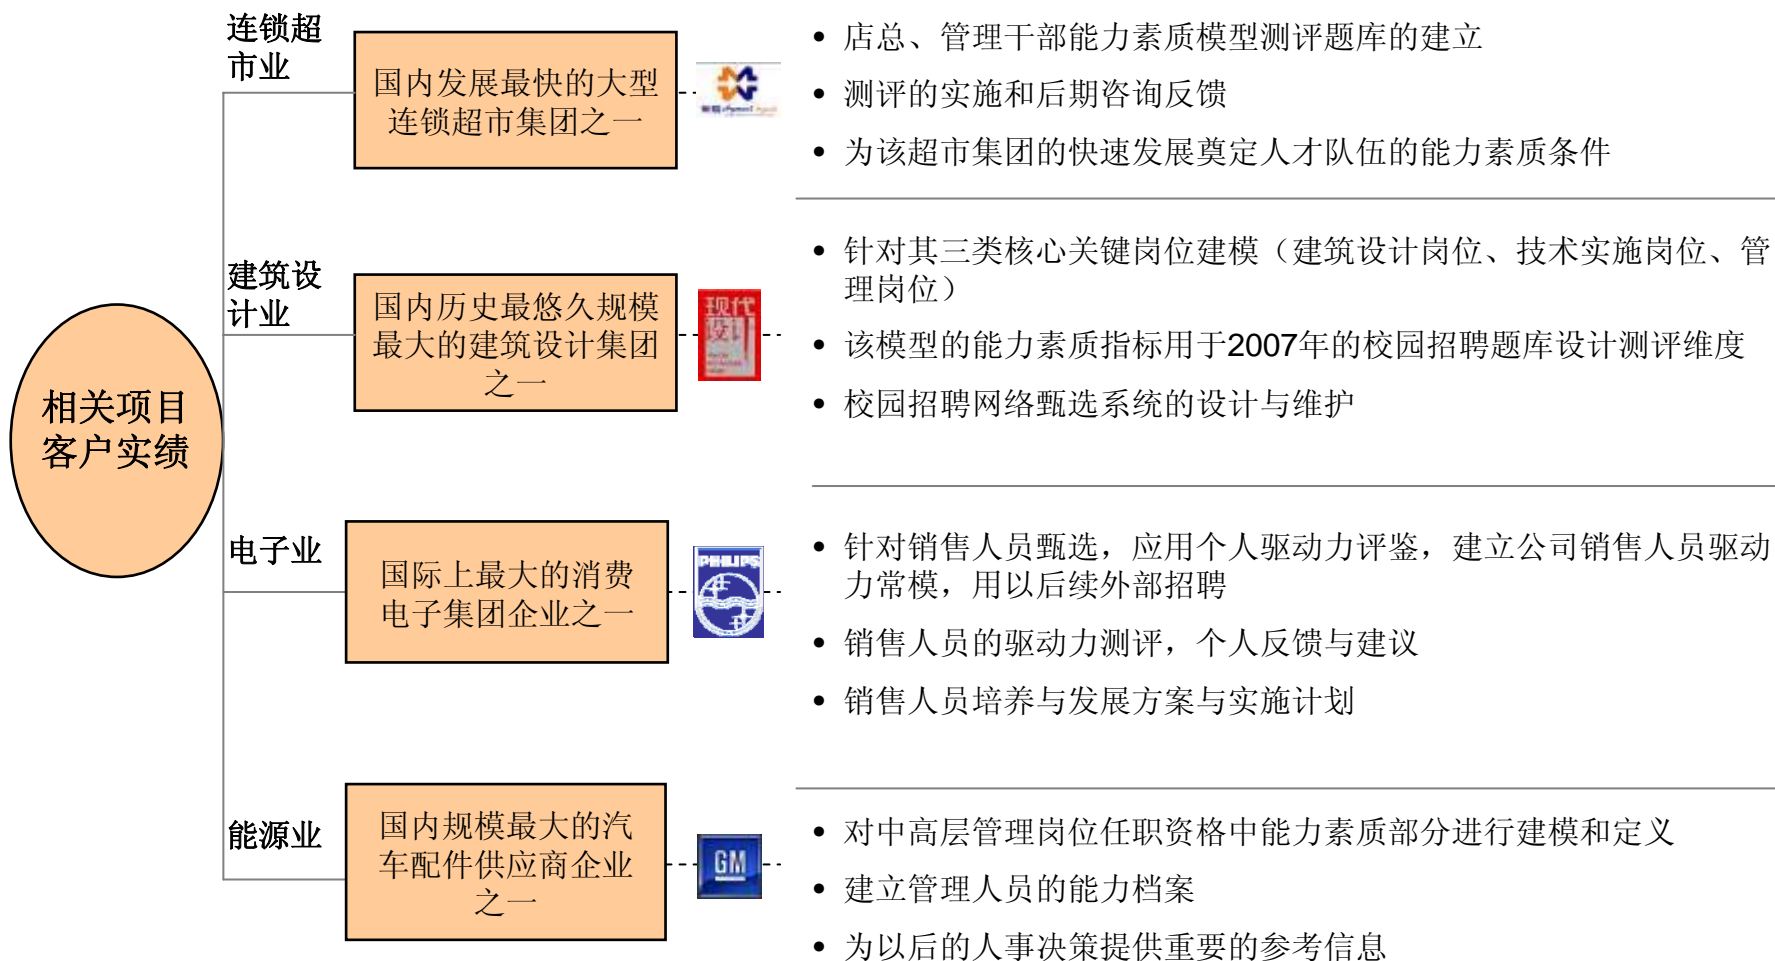 相关项目
客户实绩
连锁超
市业
国内发展最快的大型
连锁超市集团之一
• 店总、管理干部能力素质模型测评题库的建立
• 测评的实施和后期咨询反馈
• 为该超市集团的快速发展奠定人才队伍的能力素质条件
建筑设
计业
国内历史最悠久规模
最大的建筑设计集团
之一
现代
设计
• 针对其三类核心关键岗位建模（建筑设计岗位、技术实施岗位、管
理岗位）
• 该模型的能力素质指标用于2007年的校园招聘题库设计测评维度
• 校园招聘网络甄选系统的设计与维护
电子业
国际上最大的消费
电子集团企业之一
PHILIPS
• 针对销售人员甄选，应用个人驱动力评鉴，建立公司销售人员驱动
力常模，用以后续外部招聘
• 销售人员的驱动力测评，个人反馈与建议
• 销售人员培养与发展方案与实施计划
能源业
国内规模最大的汽
车配件供应商企业
之一
GM
• 对中高层管理岗位任职资格中能力素质部分进行建模和定义
• 建立管理人员的能力档案
• 为以后的人事决策提供重要的参考信息